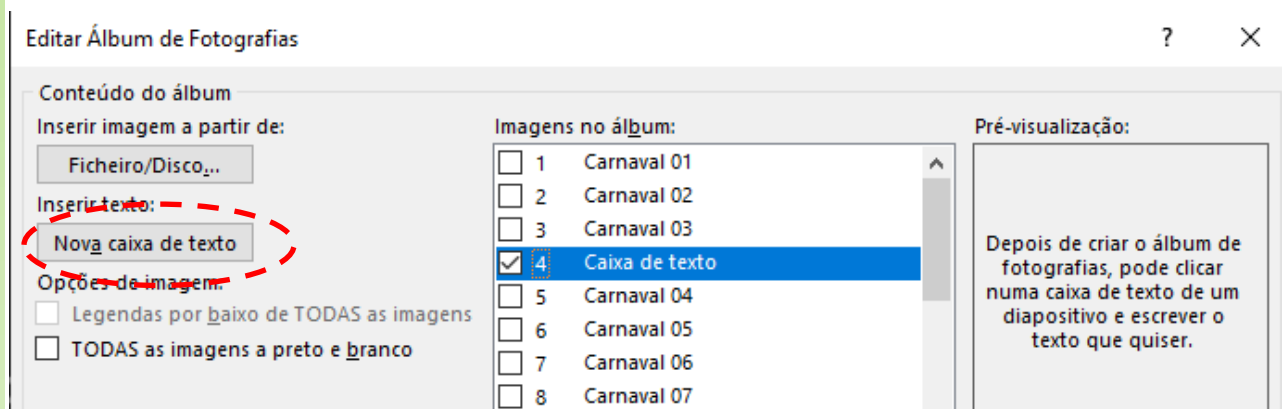 Editar Álbum de Fotografias
?
Conteúdo do álbum
Inserir imagem a partir de:
Ficheiro/Disco...
Inserir texto:
Nova caixa de texto
Opções de imagem:
Legendas por baixo de TODAS as imagens
TODAS as imagens a preto e branco
Imagens no álbum:
1 Carnaval 01
2 Carnaval 02
3 Carnaval 03
4 Caixa de texto
5 Carnaval 04
6 Carnaval 05
7 Carnaval 06
8 Carnaval 07
Pré-visualização:
Depois de criar o álbum de
fotografias, pode clicar
numa caixa de texto de um
diapositivo e escrever o
texto que quiser.